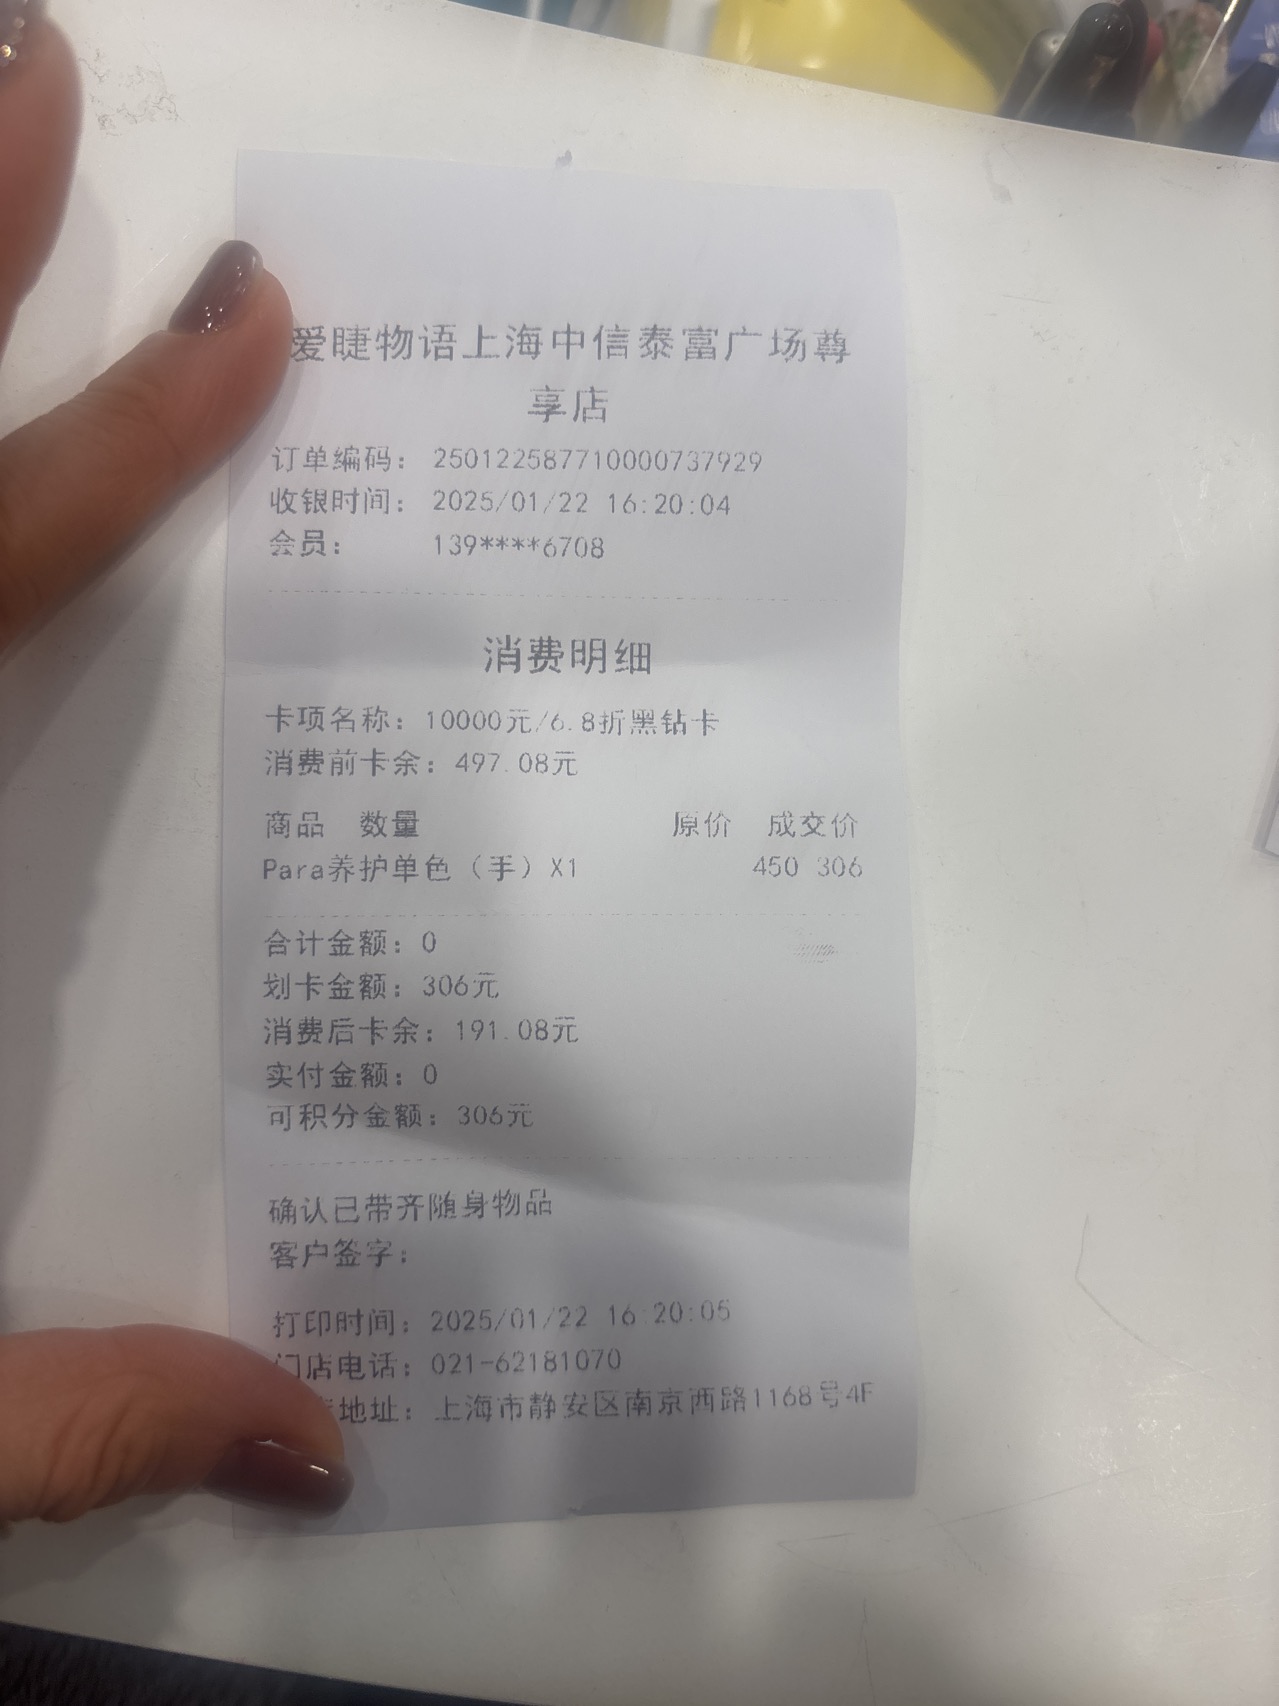 爱睫物语上海中信泰富广场尊
享店
订单编码： 250122587710000737929
收银时间： 2025/01/22 16:20:04
会员： 139****6708
消费明细
卡项名称：10000元/6.8折黑钻卡
消费前卡余：497.08元
商品 数量 原价 成交价
Para养护单色（手）X1 450 306
合计金额：0
划卡金额：306元
消费后卡余：191.08元
实付金额：0
可积分金额：306元
确认已带齐随身物品
客户签字：
打印时间：2025/01/22 16:20:05
门店电话：021-62181070
地址：上海市静安区南京西路1168号4F